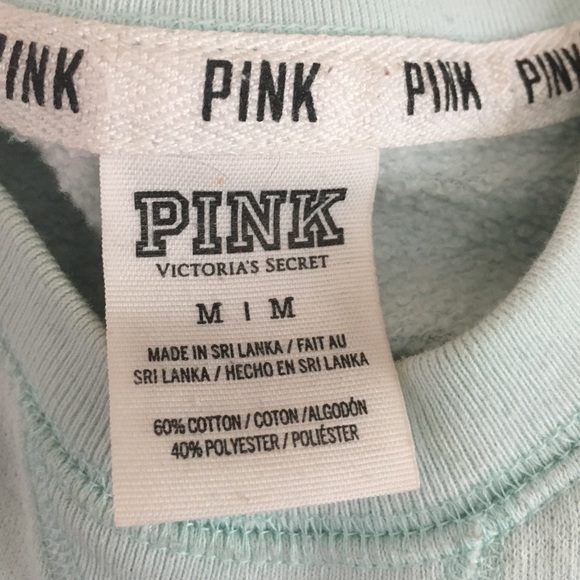 PINK PINK PINK PINK
PINK
VICTORIA'S SECRET
M | M
MADE IN SRI LANKA / FAIT AU
SRI LANKA / HECHO EN SRI LANKA
60% COTTON / COTON /ALGODÓN
40% POLYESTER / POLIÉSTER